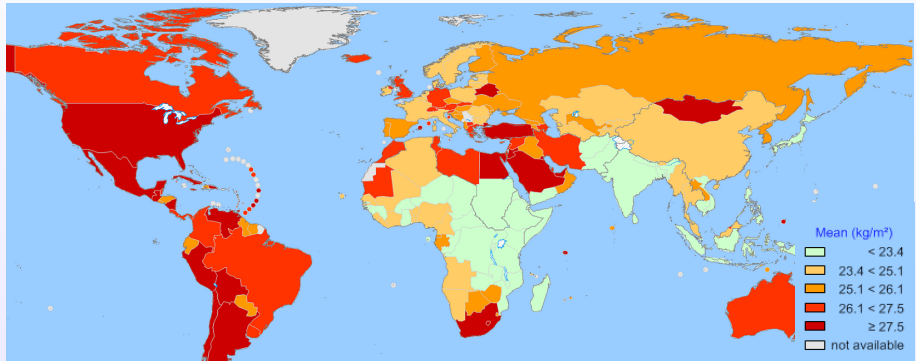 Mean (kg/m²)
< 23.4
23.4 < 25.1
25.1 < 26.1
26.1 < 27.5
≥ 27.5
not available